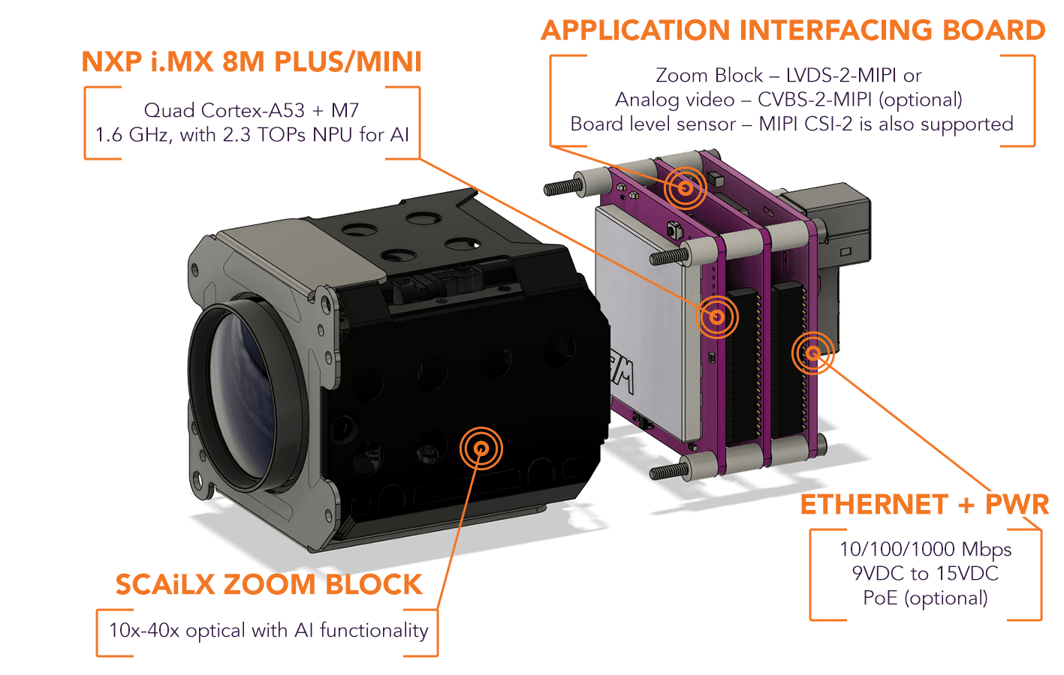 APPLICATION INTERFACING BOARD
Zoom Block – LVDS-2-MIPI or
Analog video – CVBS-2-MIPI (optional)
Board level sensor – MIPI CSI-2 is also supported
NXP i.MX 8M PLUS/MINI
Quad Cortex-A53 + M7
1.6 GHz, with 2.3 TOPs NPU for AI
ETHERNET + PWR
10/100/1000 Mbps
9VDC to 15VDC
PoE (optional)
SCAiLX ZOOM BLOCK
10x-40x optical with AI functionality